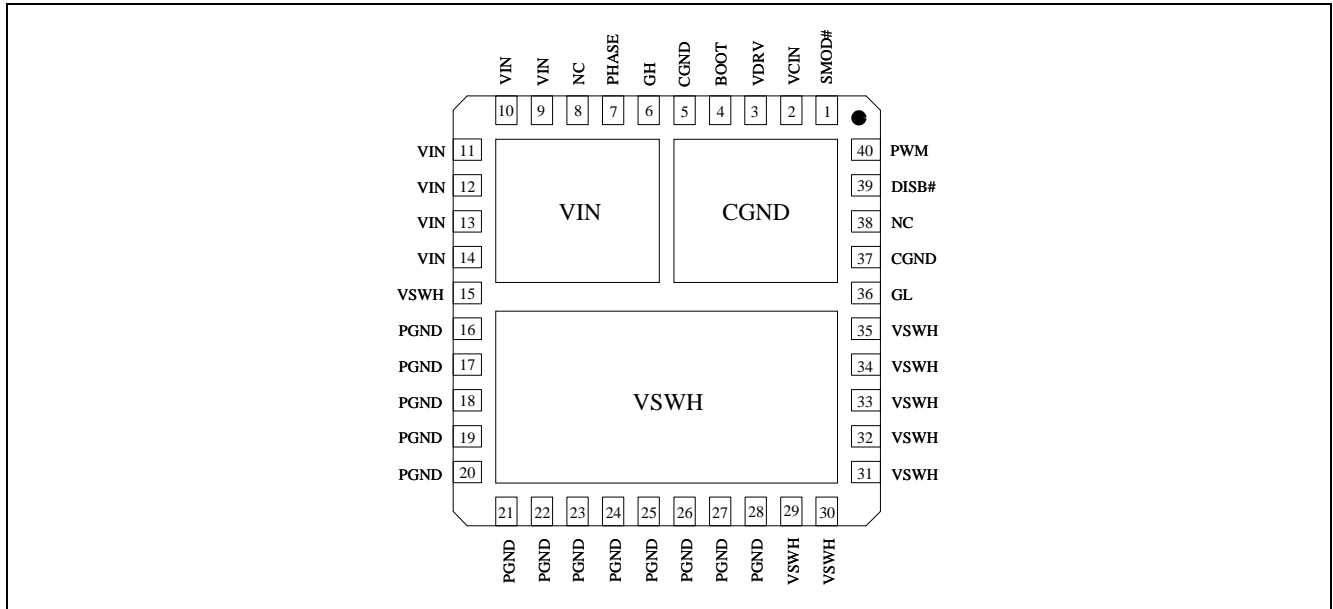 VIN VIN NC PHASE GH CGND BOOT VDRV VCIN SMOD#
10 9 8 7 6 5 4 3 2 1
VIN 11 40 PWM
VIN 12 39 DISB#
VIN CGND
VIN 13 38 NC
VIN 14 37 CGND
VSWH 15 36 GL
PGND 16 35 VSWH
PGND 17 34 VSWH
PGND 18 33 VSWH
VSWH
PGND 19 32 VSWH
PGND 20 31 VSWH
21 22 23 24 25 26 27 28 29 30
PGND PGND PGND PGND PGND PGND PGND PGND VSWH VSWH